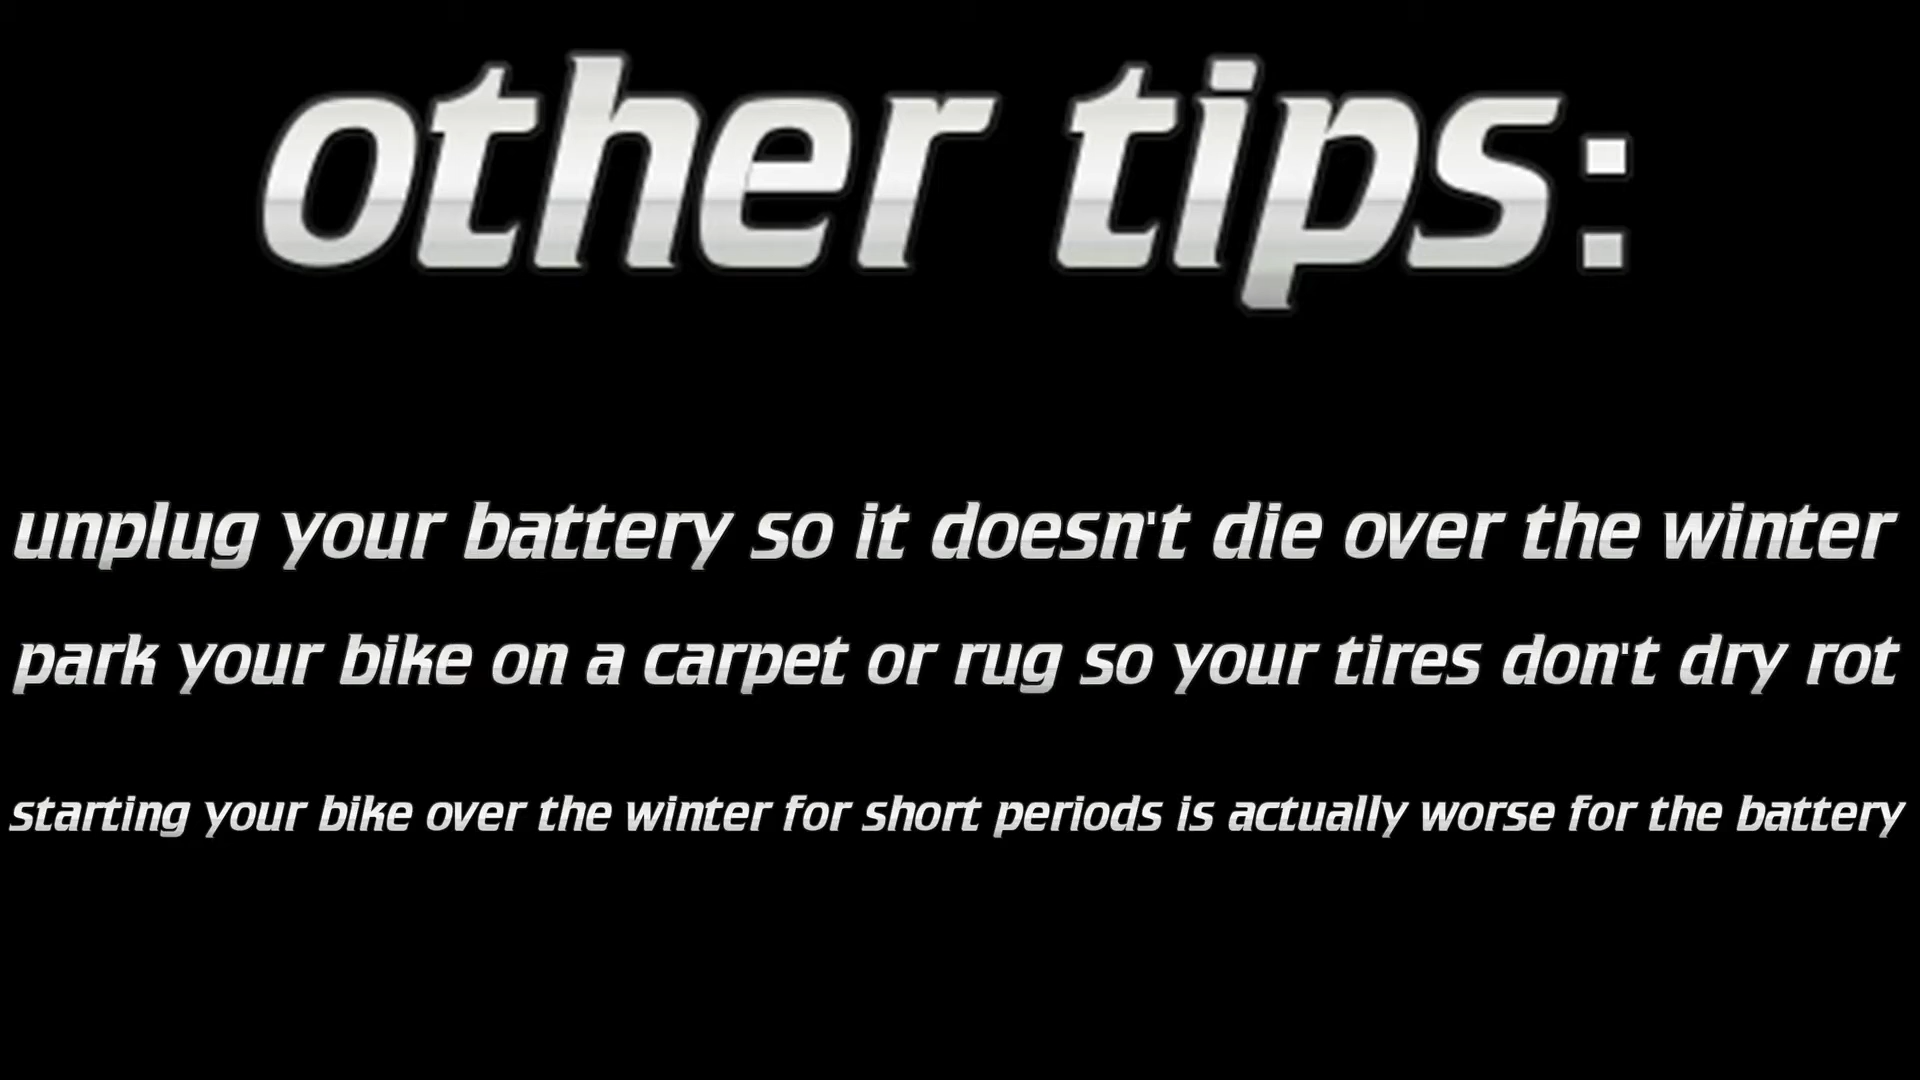 other tips:
unplug your battery so it doesn't die over the winter
park your bike on a carpet or rug so your tires don't dry rot
starting your bike over the winter for short periods is actually worse for the battery